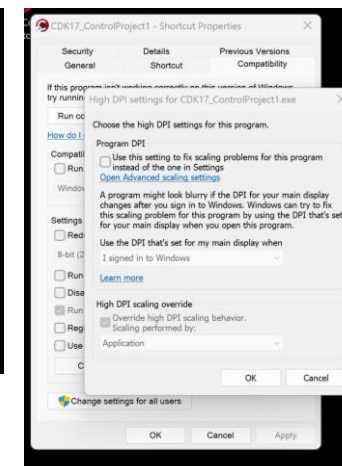 CDK17_ControlProject1 - Shortcut Properties
Security Details Previous Versions
General Shortcut Compatibility
If this program isn't working correctly on this version of Windows
try runnin
High DPI settings for CDK17_ControlProject1.exe
Run co
How do I
Choose the high DPI settings for this program.
Program DPI
Compatil
Run
Windov
Use this setting to fix scaling problems for this program
instead of the one in Settings
Open Advanced scaling settings
A program might look blurry if the DPI for your main display
changes after you sign in to Windows. Windows can try to fix
this scaling problem for this program by using the DPI that's set
for your main display when you open this program.
Settings
Redu
8-bit (2
Use the DPI that's set for my main display when
I signed in to Windows
Learn more
Run
Disa
Run
Regi
Use
C
High DPI scaling override
Override high DPI scaling behavior.
Scaling performed by:
Application
OK Cancel
Change settings for all users
OK Cancel Apply